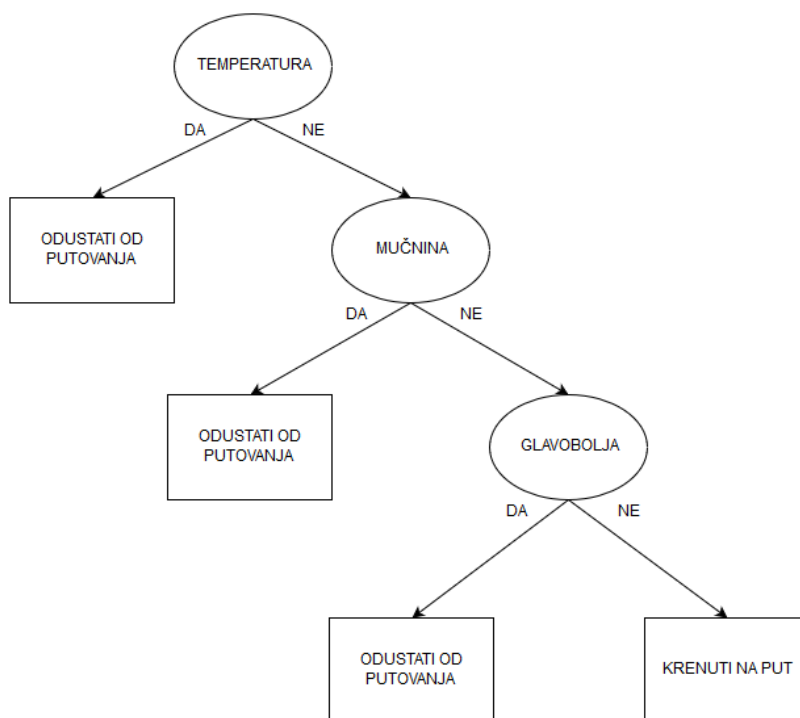 TEMPERATURA
DA
NE
ODUSTATI OD
PUTOVANJA
MUČNINA
DA
NE
ODUSTATI OD
PUTOVANJA
GLAVOBOLJA
DA
NE
ODUSTATI OD
PUTOVANJA
KRENUTI NA PUT